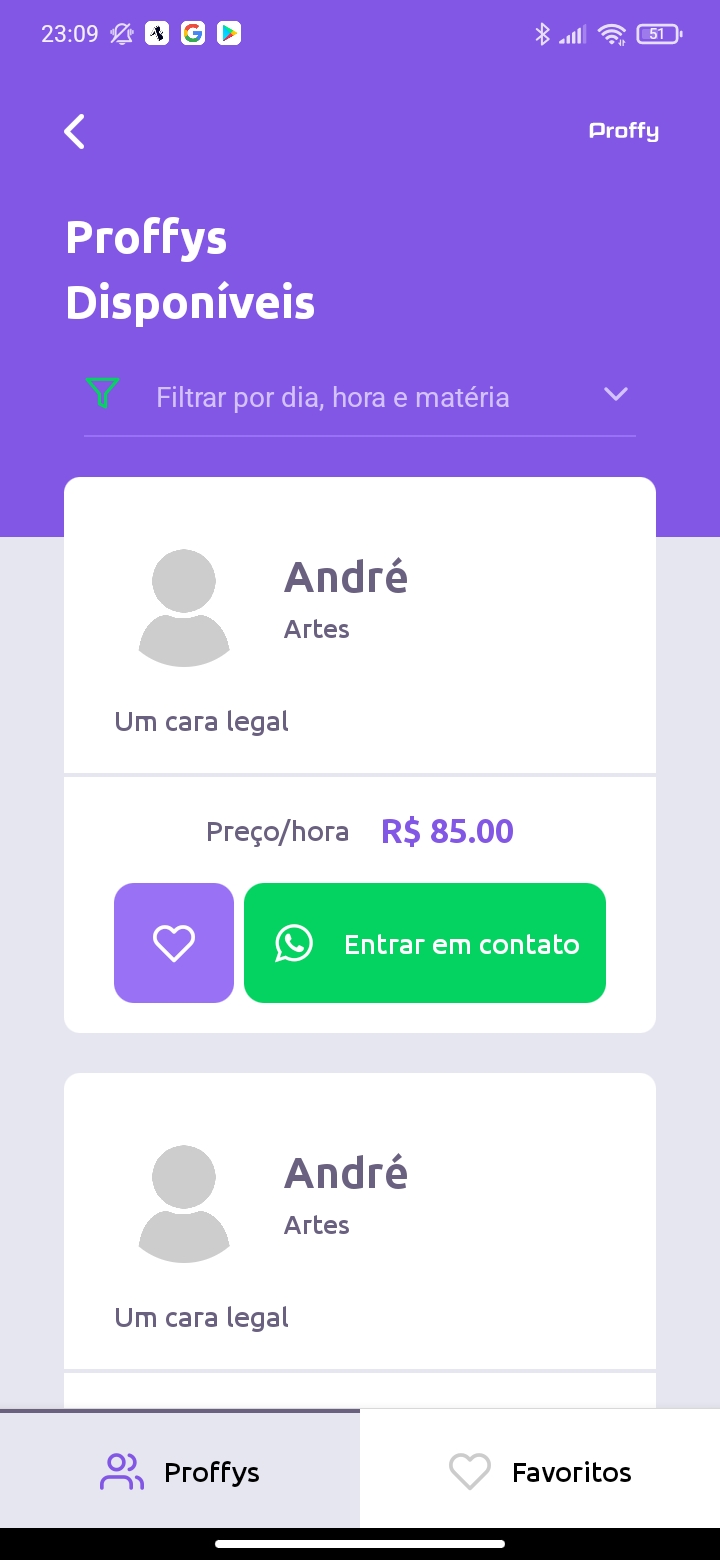 23:09
51
Proffy
Proffys
Disponíveis
Filtrar por dia, hora e matéria
André
Artes
Um cara legal
Preço/hora R$ 85.00
Entrar em contato
André
Artes
Um cara legal
Proffys
Favoritos